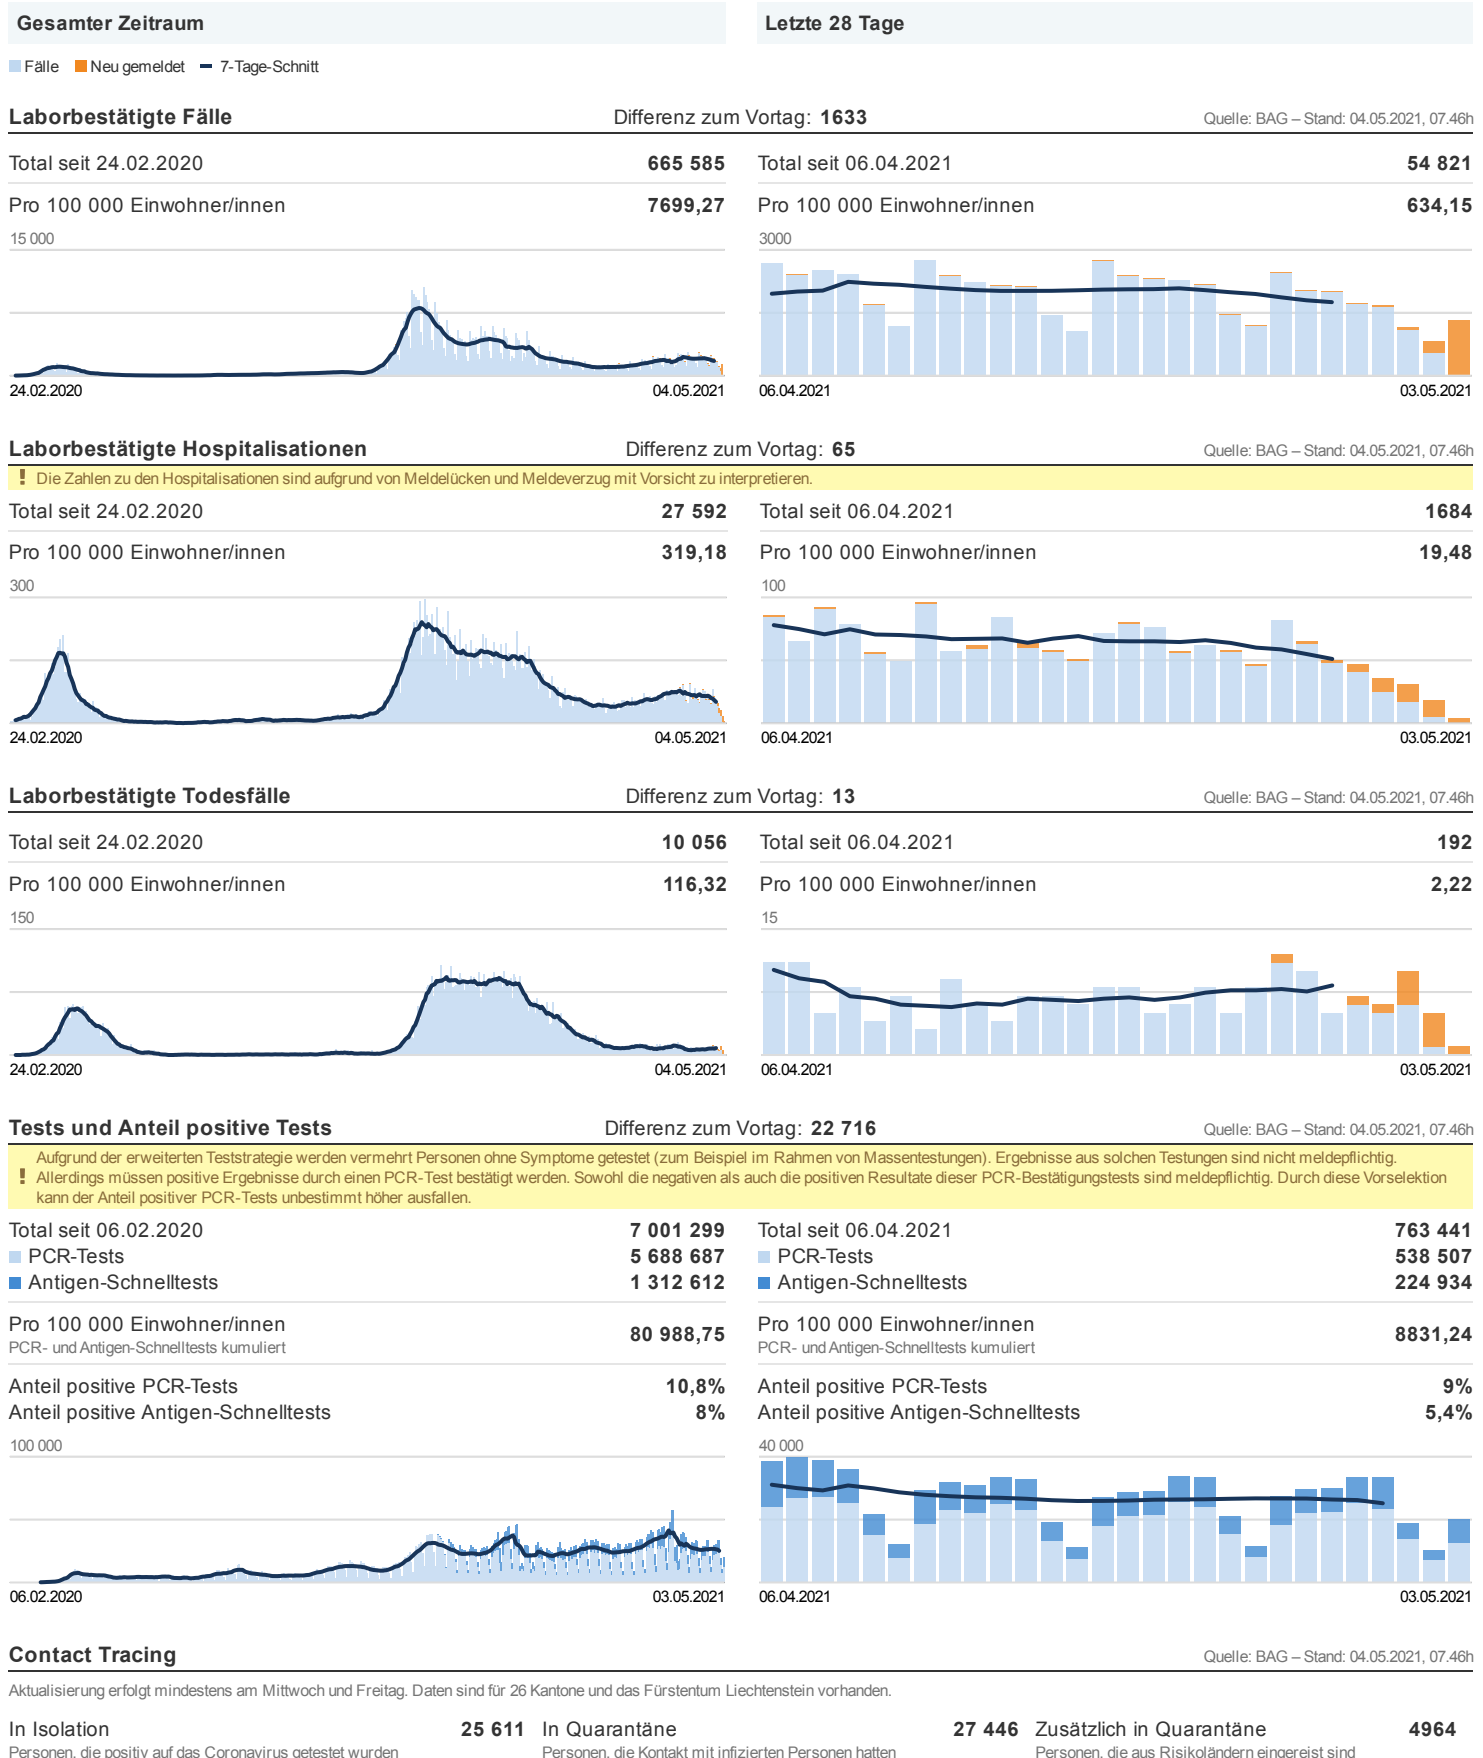 Gesamter Zeitraum
Letzte 28 Tage
Fälle Neu gemeldet 7-Tage-Schnitt
Laborbestätigte Fälle Differenz zum Vortag: 1633 Quelle: BAG – Stand: 04.05.2021, 07.46h
Total seit 24.02.2020 665 585
Pro 100 000 Einwohner/innen 7699,27
15 000
24.02.2020 04.05.2021
Total seit 06.04.2021 54 821
Pro 100 000 Einwohner/innen 634,15
3000
06.04.2021 03.05.2021
Laborbestätigte Hospitalisationen Differenz zum Vortag: 65 Quelle: BAG – Stand: 04.05.2021, 07.46h
! Die Zahlen zu den Hospitalisationen sind aufgrund von Meldelücken und Meldeverzug mit Vorsicht zu interpretieren.
Total seit 24.02.2020 27 592
Pro 100 000 Einwohner/innen 319,18
300
24.02.2020 04.05.2021
Total seit 06.04.2021 1684
Pro 100 000 Einwohner/innen 19,48
100
06.04.2021 03.05.2021
Laborbestätigte Todesfälle Differenz zum Vortag: 13 Quelle: BAG – Stand: 04.05.2021, 07.46h
Total seit 24.02.2020 10 056
Pro 100 000 Einwohner/innen 116,32
150
24.02.2020 04.05.2021
Total seit 06.04.2021 192
Pro 100 000 Einwohner/innen 2,22
15
06.04.2021 03.05.2021
Tests und Anteil positive Tests Differenz zum Vortag: 22 716 Quelle: BAG – Stand: 04.05.2021, 07.46h
Aufgrund der erweiterten Teststrategie werden vermehrt Personen ohne Symptome getestet (zum Beispiel im Rahmen von Massentestungen). Ergebnisse aus solchen Testungen sind nicht meldepflichtig.
! Allerdings müssen positive Ergebnisse durch einen PCR-Test bestätigt werden. Sowohl die negativen als auch die positiven Resultate dieser PCR-Bestätigungstests sind meldepflichtig. Durch diese Vorselektion
kann der Anteil positiver PCR-Tests unbestimmt höher ausfallen.
Total seit 06.02.2020 7 001 299
PCR-Tests 5 688 687
Antigen-Schnelltests 1 312 612
Pro 100 000 Einwohner/innen 80 988,75
PCR- und Antigen-Schnelltests kumuliert
Anteil positive PCR-Tests 10,8%
Anteil positive Antigen-Schnelltests 8%
100 000
06.02.2020 03.05.2021
Total seit 06.04.2021 763 441
PCR-Tests 538 507
Antigen-Schnelltests 224 934
Pro 100 000 Einwohner/innen 8831,24
PCR- und Antigen-Schnelltests kumuliert
Anteil positive PCR-Tests 9%
Anteil positive Antigen-Schnelltests 5,4%
40 000
06.04.2021 03.05.2021
Contact Tracing Quelle: BAG – Stand: 04.05.2021, 07.46h
Aktualisierung erfolgt mindestens am Mittwoch und Freitag. Daten sind für 26 Kantone und das Fürstentum Liechtenstein vorhanden.
In Isolation 25 611
Personen, die positiv auf das Coronavirus getestet wurden
In Quarantäne 27 446
Personen, die Kontakt mit infizierten Personen hatten
Zusätzlich in Quarantäne 4964
Personen, die aus Risikoländern eingereist sind